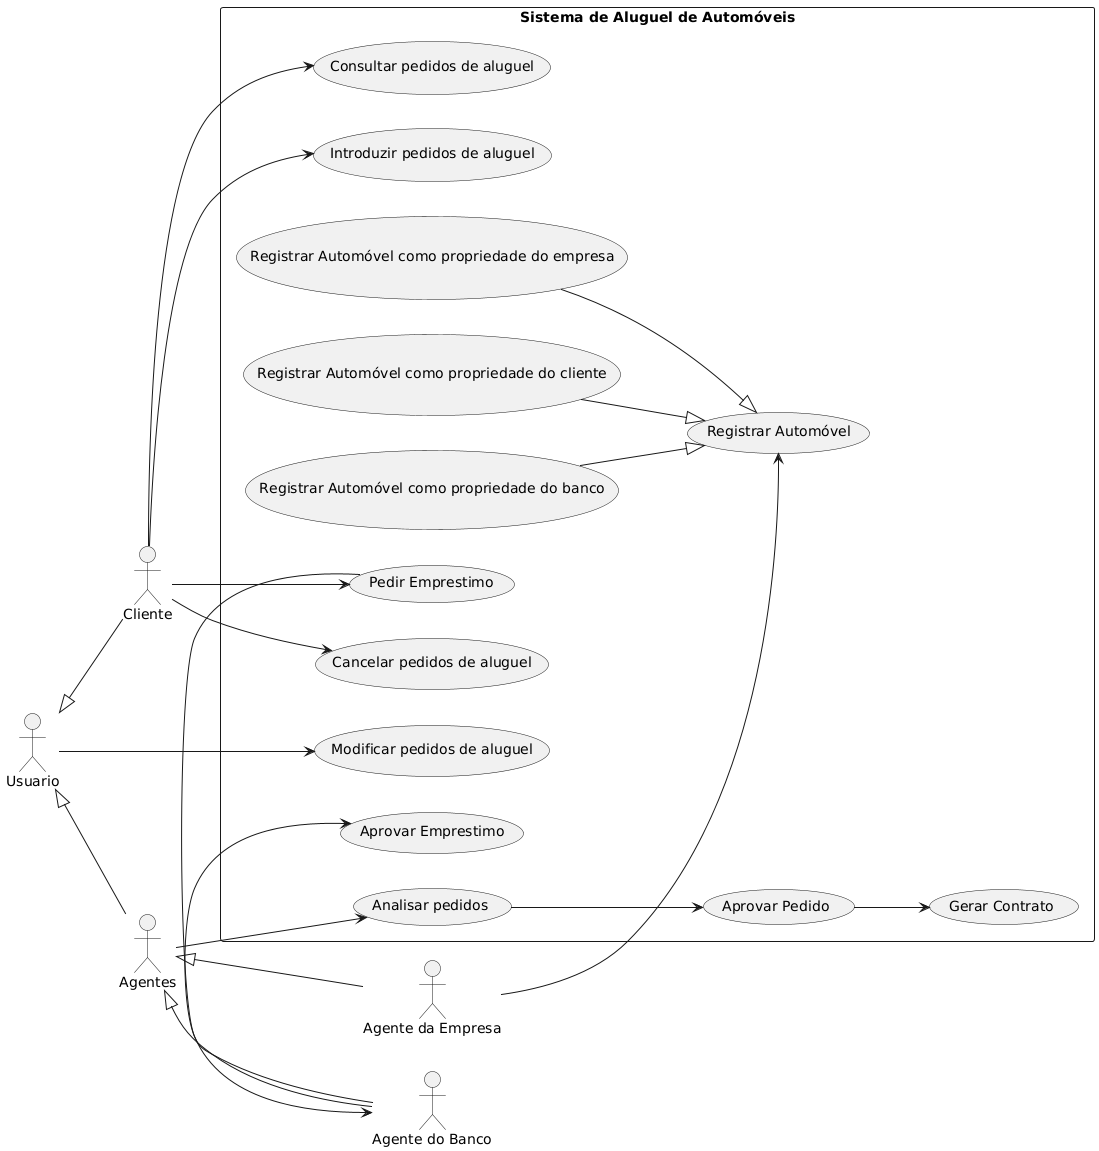 Sistema de Aluguel de Automóveis
Consultar pedidos de aluguel
Introduzir pedidos de aluguel
Registrar Automóvel como propriedade do empresa
Registrar Automóvel como propriedade do cliente
Registrar Automóvel
Registrar Automóvel como propriedade do banco
Pedir Emprestimo
Cliente
Cancelar pedidos de aluguel
Modificar pedidos de aluguel
Usuario
Aprovar Emprestimo
Analisar pedidos
Aprovar Pedido
Gerar Contrato
Agentes
Agente da Empresa
Agente do Banco